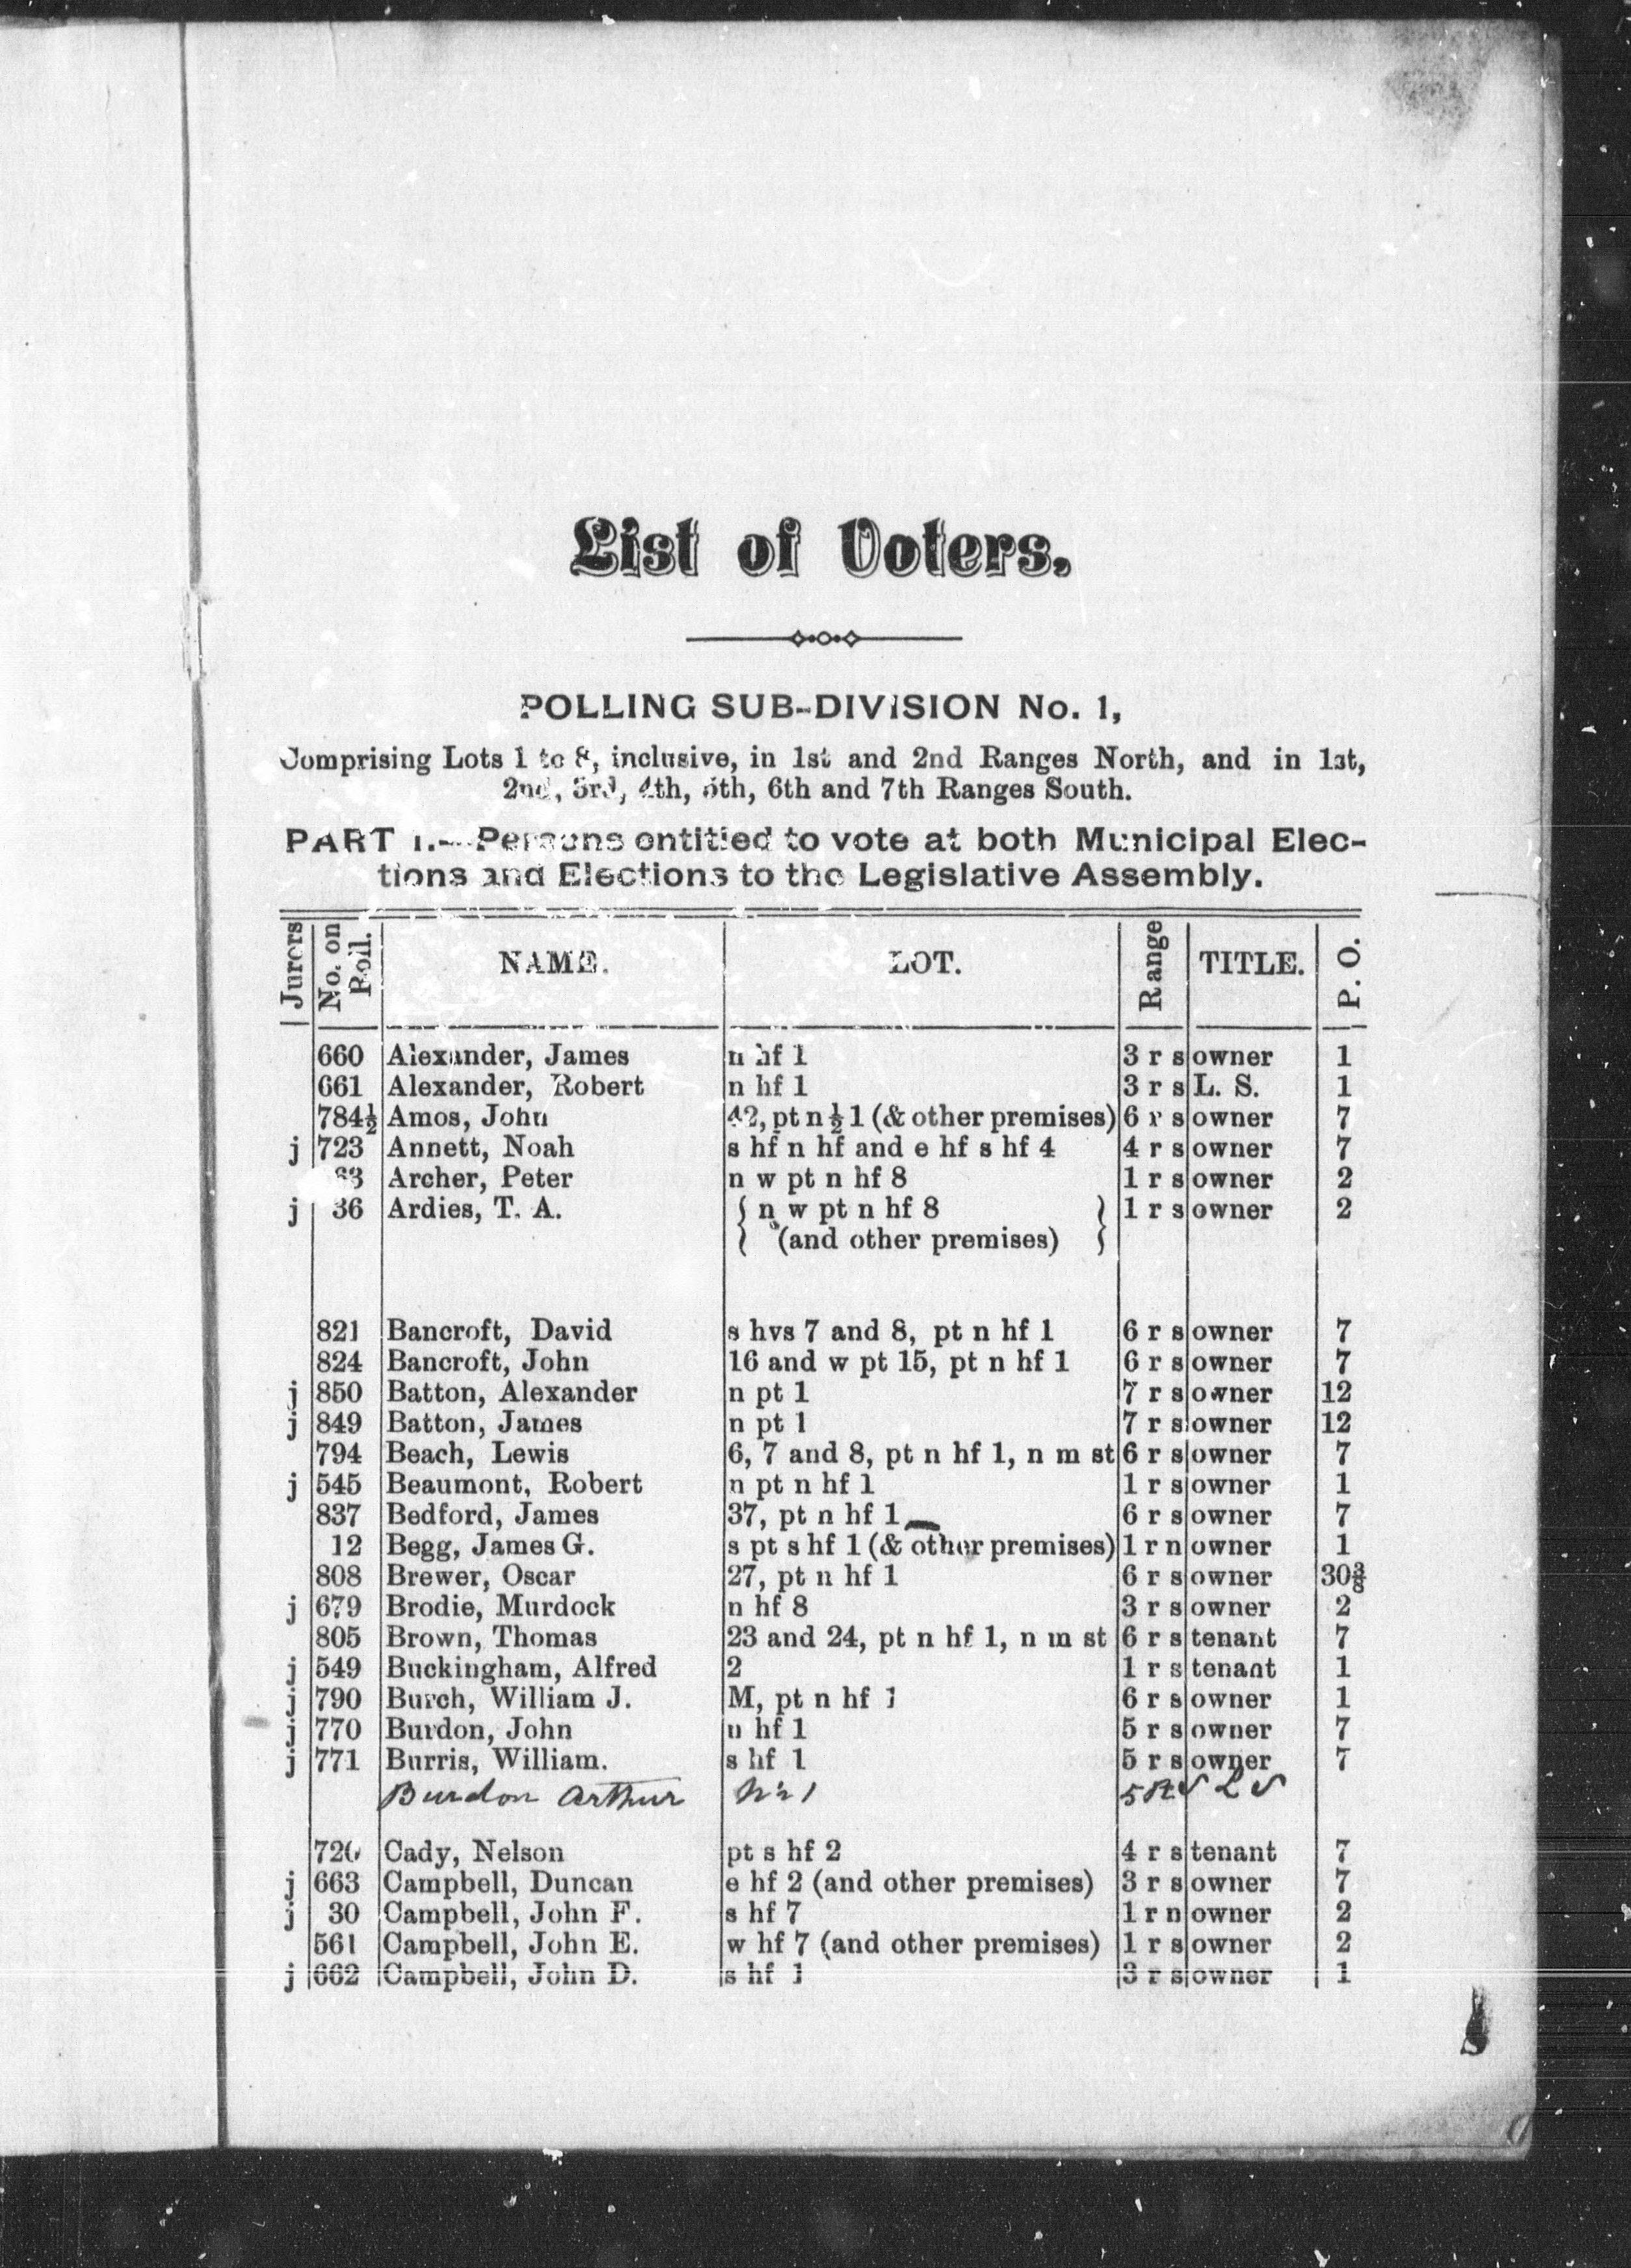 List of Voters.
POLLING SUB-DIVISION No. 1,
Comprising Lots 1 to 8, inclusive, in 1st and 2nd Ranges North, and in 1st,
2nd, 3rd, 4th, 5th, 6th and 7th Ranges South.
PART I.—Persons entitled to vote at both Municipal Elec-
tions and Elections to the Legislative Assembly.
Jurors No. on Poll. NAME. LOT. Range TITLE. P. O.
660 Alexander, James n hf 1 3 r s owner 1
661 Alexander, Robert n hf 1 3 r s L. S. 1
784½ Amos, John 42, pt n ½ 1 (& other premises) 6 r s owner 7
j 723 Annett, Noah s hf n hf and e hf s hf 4 4 r s owner 7
Archer, Peter n w pt n hf 8 1 r s owner 2
j 36 Ardies, T. A. { n w pt n hf 8 } 1 r s owner 2
{ (and other premises) }
821 Bancroft, David s hvs 7 and 8, pt n hf 1 6 r s owner 7
824 Bancroft, John 16 and w pt 15, pt n hf 1 6 r s owner 7
j 850 Batton, Alexander n pt 1 7 r s owner 12
j 849 Batton, James n pt 1 7 r s owner 12
794 Beach, Lewis 6, 7 and 8, pt n hf 1, n m st 6 r s owner 7
j 545 Beaumont, Robert n pt n hf 1 1 r s owner 1
837 Bedford, James 37, pt n hf 1 6 r s owner 7
12 Begg, James G. s pt s hf 1 (& other premises) 1 r n owner 1
808 Brewer, Oscar 27, pt n hf 1 6 r s owner 30⅜
j 679 Brodie, Murdock n hf 8 3 r s owner 2
805 Brown, Thomas 23 and 24, pt n hf 1, n m st 6 r s tenant 7
j 549 Buckingham, Alfred 2 1 r s tenant 1
j 790 Burch, William J. M, pt n hf 1 6 r s owner 1
j 770 Burdon, John n hf 1 5 r s owner 7
j 771 Burris, William. s hf 1 5 r s owner 7
Burdon Arthur N½ 1 5 R S L S
720 Cady, Nelson pt s hf 2 4 r s tenant 7
j 663 Campbell, Duncan e hf 2 (and other premises) 3 r s owner 7
j 30 Campbell, John F. s hf 7 1 r n owner 2
561 Campbell, John E. w hf 7 (and other premises) 1 r s owner 2
j 662 Campbell, John D. s hf 1 3 r s owner 1